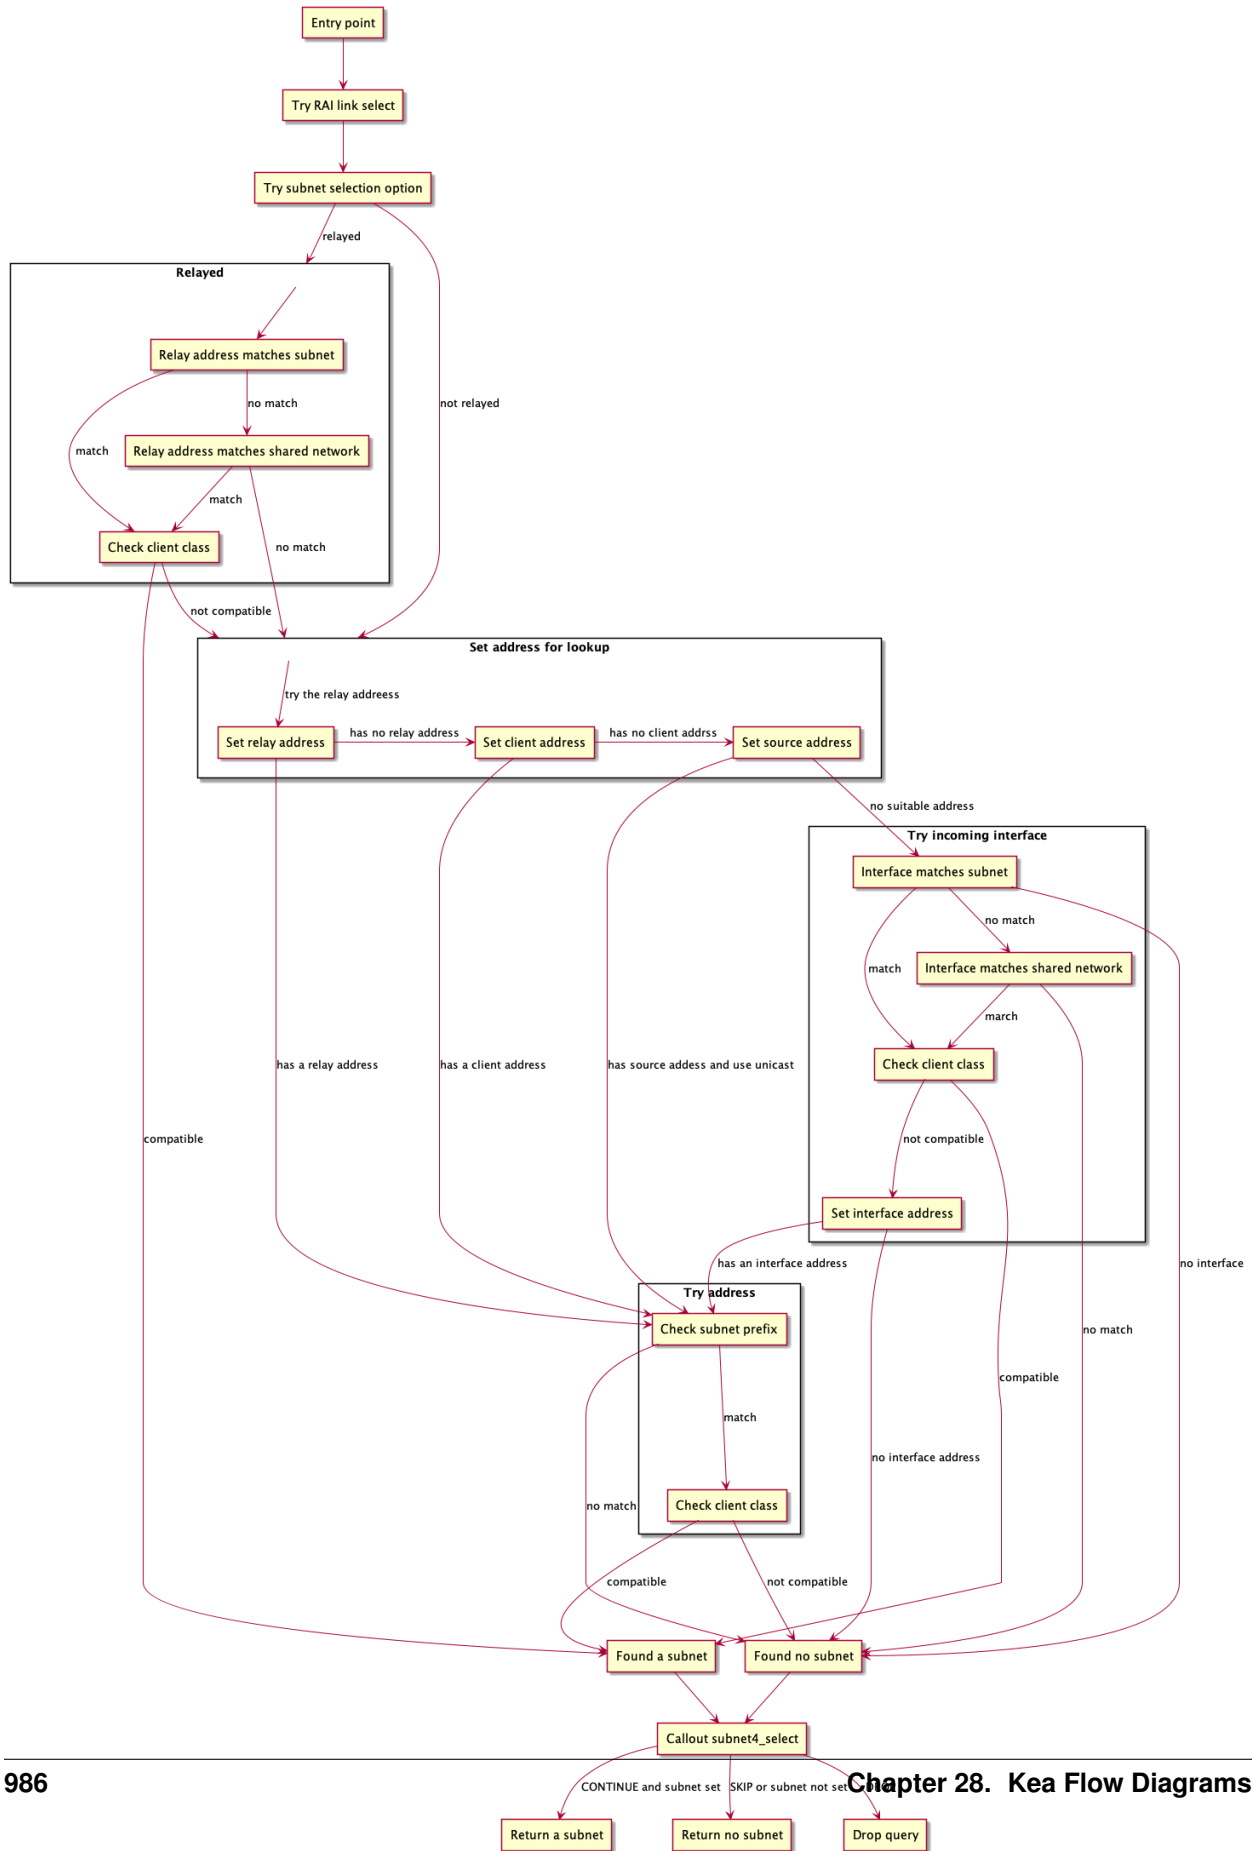 Entry point
Try RAI link select
Try subnet selection option
relayed
Relayed
Relay address matches subnet
no match
not relayed
match
Relay address matches shared network
match
Check client class
no match
not compatible
Set address for lookup
try the relay addreess
Set relay address
has no relay address
Set client address
has no client addrss
Set source address
no suitable address
Try incoming interface
Interface matches subnet
no match
match
Interface matches shared network
march
has a relay address
has a client address
has source addess and use unicast
Check client class
compatible
not compatible
Set interface address
has an interface address
no interface
Try address
Check subnet prefix
no match
compatible
match
no interface address
no match
Check client class
compatible
not compatible
Found a subnet
Found no subnet
Callout subnet4_select
986
Chapter 28. Kea Flow Diagrams
CONTINUE and subnet set
SKIP or subnet not set
Return a subnet
Return no subnet
Drop query